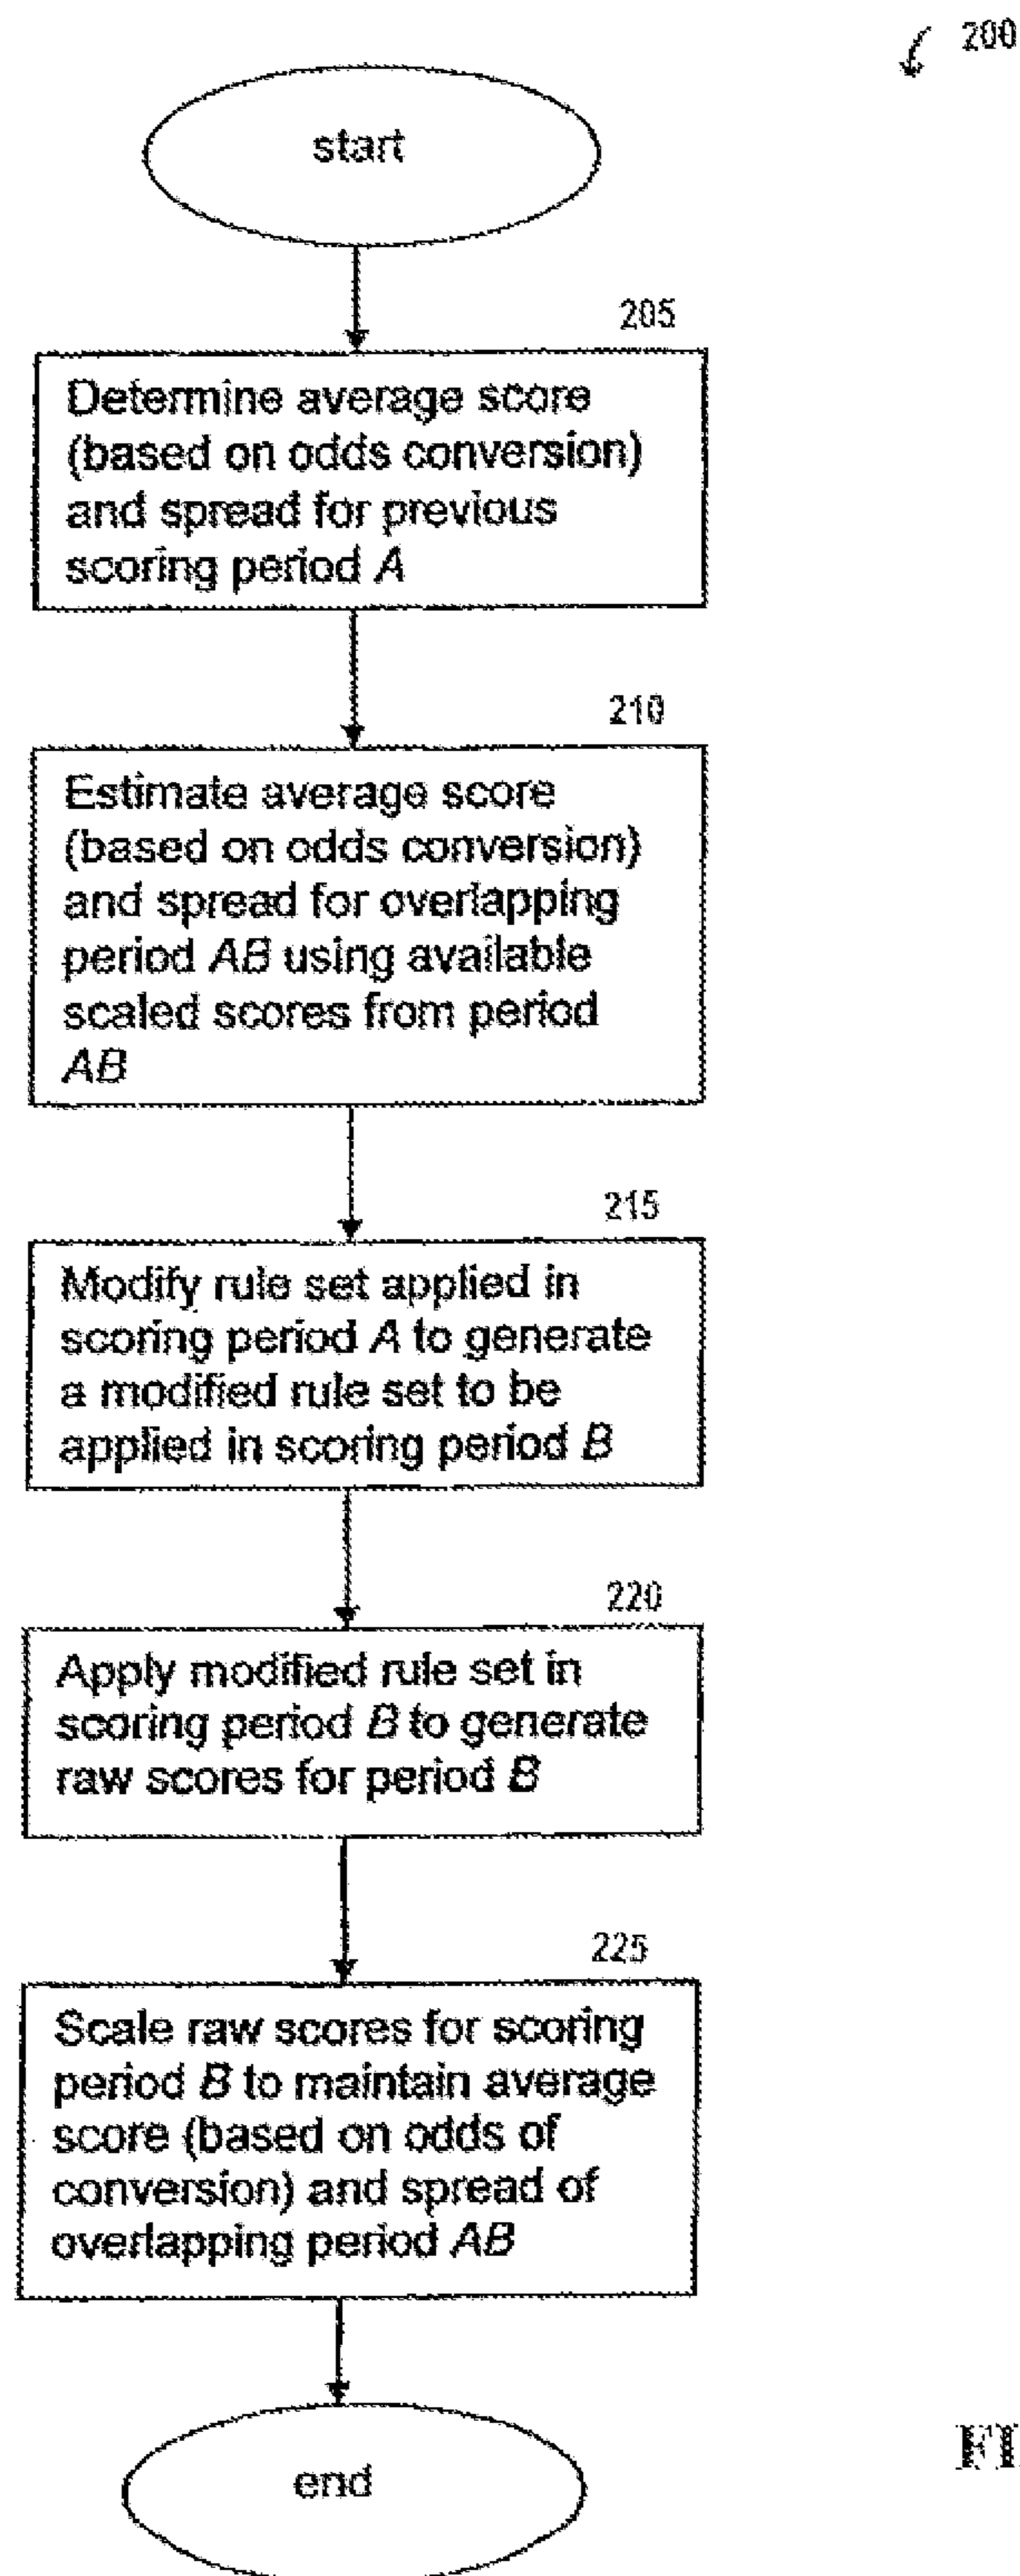 200
start
205
Determine average score
(based on odds conversion)
and spread for previous
scoring period A
210
Estimate average score
(based on odds conversion)
and spread for overlapping
period AB using available
scaled scores from period
AB
215
Modify rule set applied in
scoring period A to generate
a modified rule set to be
applied in scoring period B
220
Apply modified rule set in
scoring period B to generate
raw scores for period B
225
Scale raw scores for scoring
period B to maintain average
score (based on odds of
conversion) and spread of
overlapping period AB
end
FI